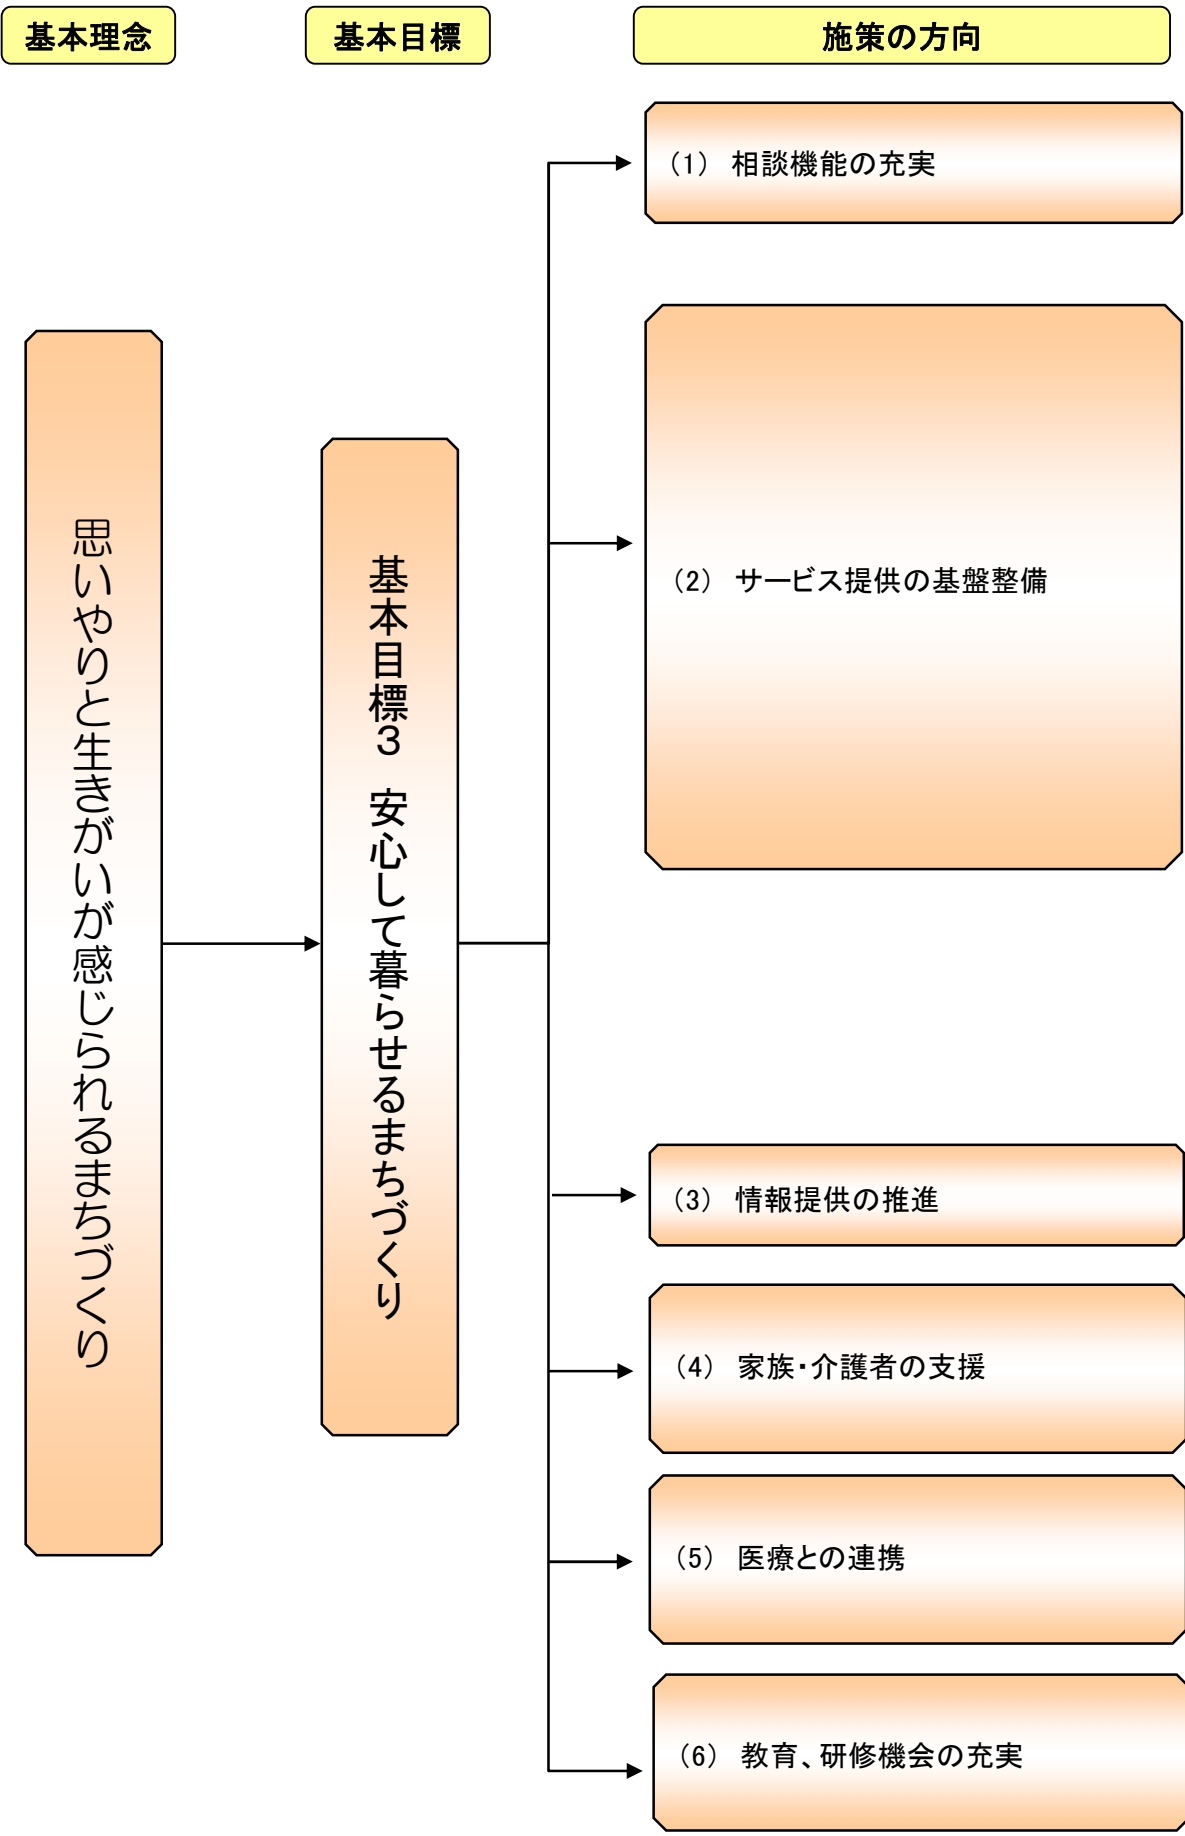 基本理念
基本目標
施策の方向
思いやりと生きがいが感じられるまちづくり
基本目標３　安心して暮らせるまちづくり
(1) 相談機能の充実
(2) サービス提供の基盤整備
(3) 情報提供の推進
(4) 家族・介護者の支援
(5) 医療との連携
(6) 教育、研修機会の充実